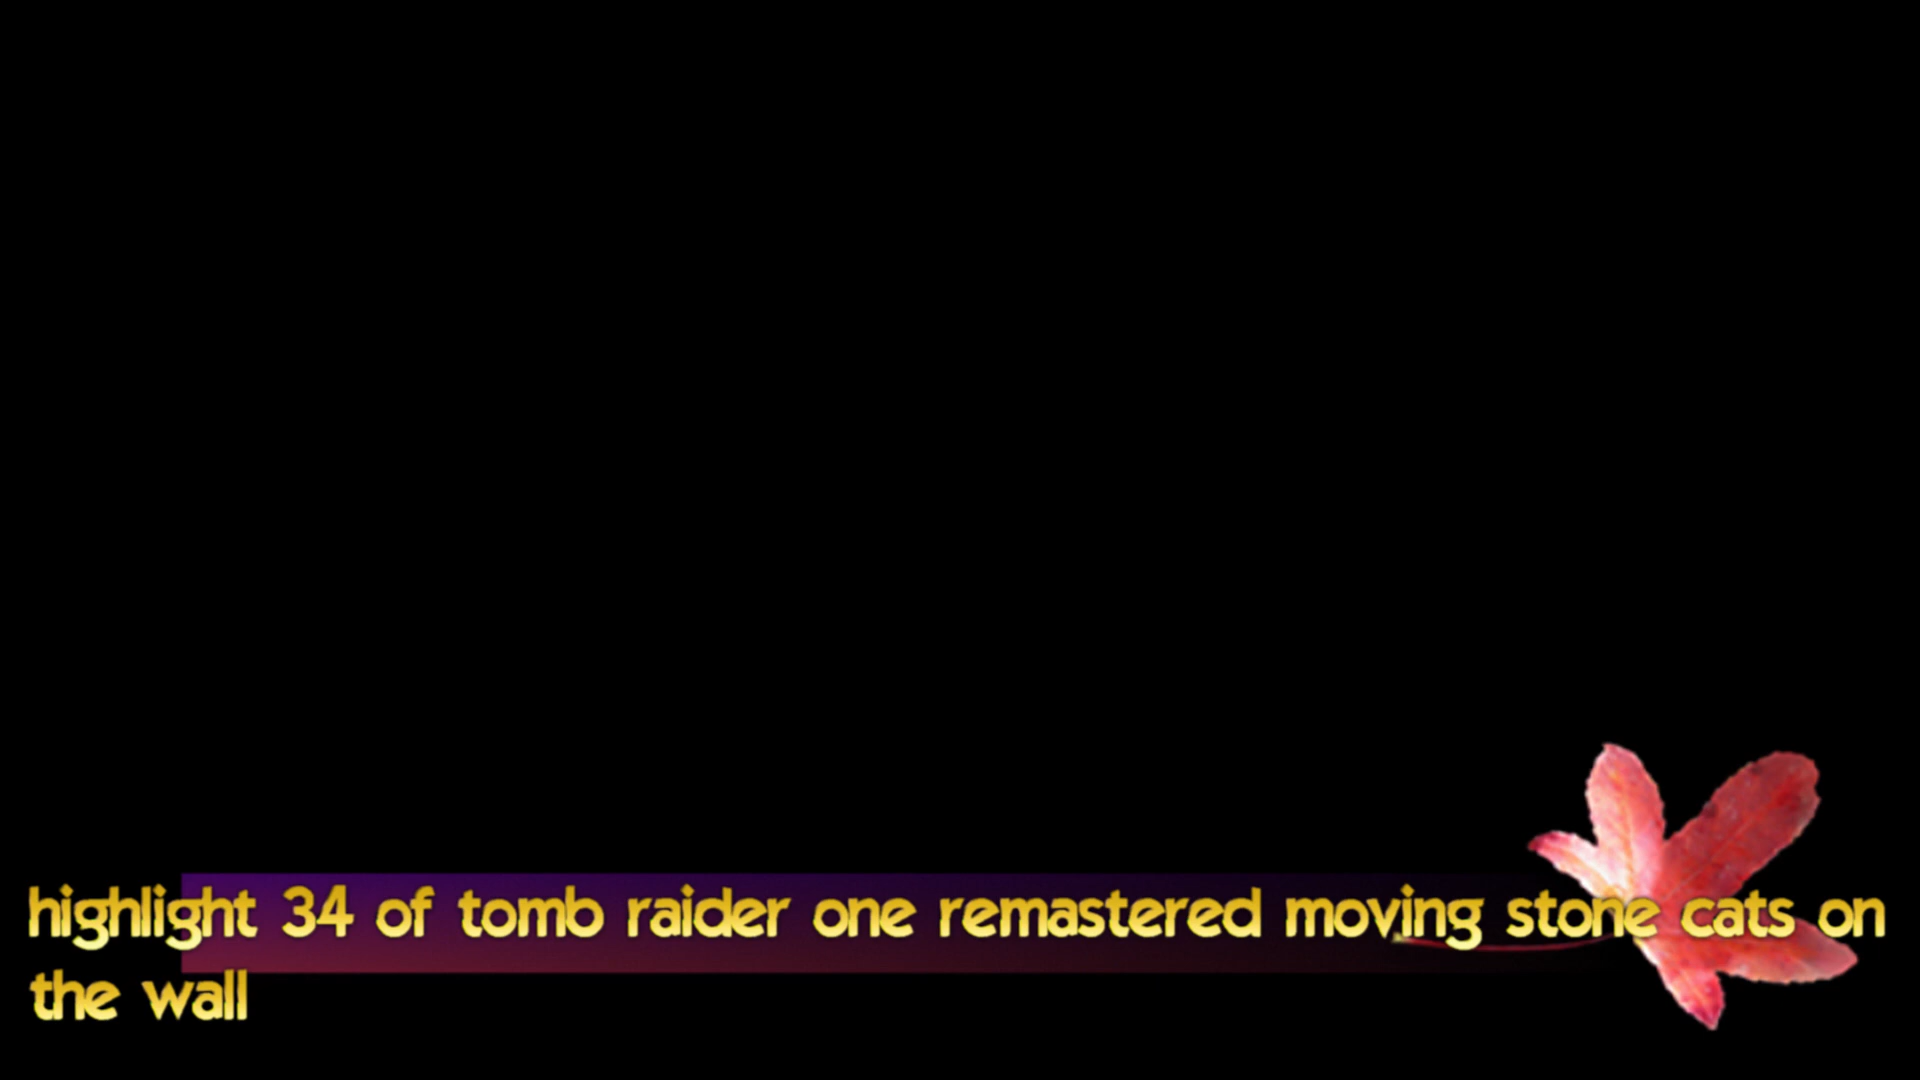 highlight 34 of tomb raider one remastered moving stone cats on
the wall